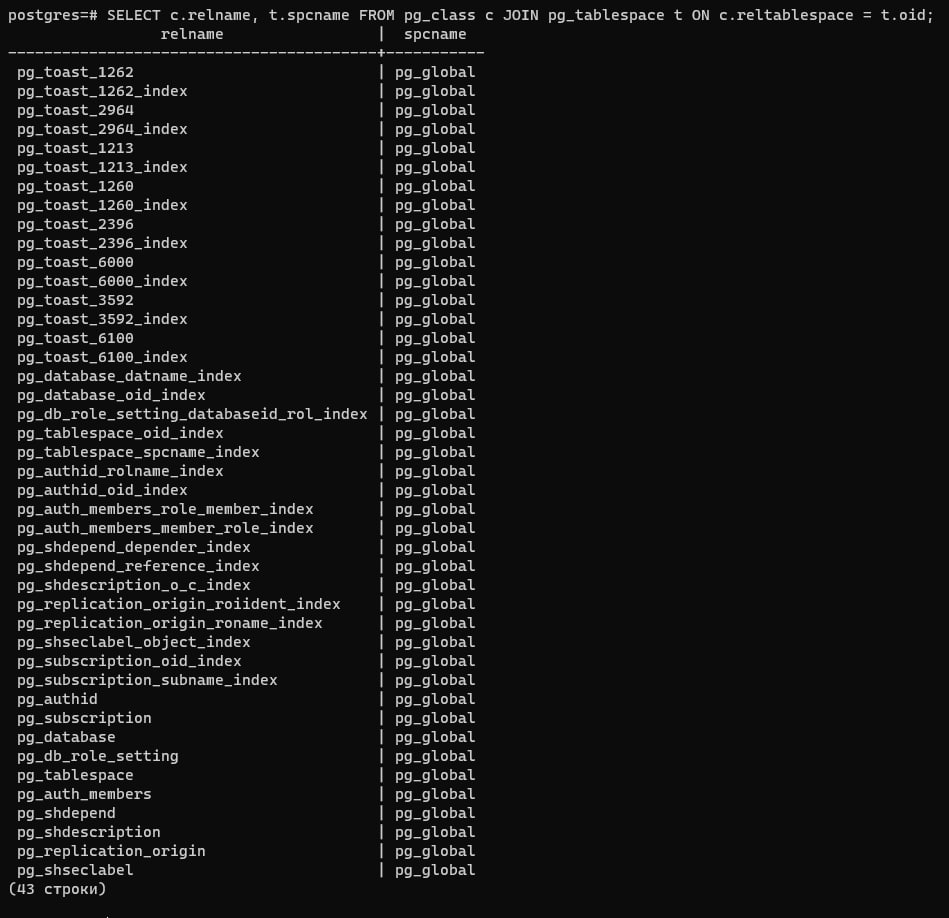 postgres=# SELECT c.relname, t.spcname FROM pg_class c JOIN pg_tablespace t ON c.reltablespace = t.oid;
                 relname                 |  spcname
-----------------------------------------+-----------
 pg_toast_1262                           | pg_global
 pg_toast_1262_index                     | pg_global
 pg_toast_2964                           | pg_global
 pg_toast_2964_index                     | pg_global
 pg_toast_1213                           | pg_global
 pg_toast_1213_index                     | pg_global
 pg_toast_1260                           | pg_global
 pg_toast_1260_index                     | pg_global
 pg_toast_2396                           | pg_global
 pg_toast_2396_index                     | pg_global
 pg_toast_6000                           | pg_global
 pg_toast_6000_index                     | pg_global
 pg_toast_3592                           | pg_global
 pg_toast_3592_index                     | pg_global
 pg_toast_6100                           | pg_global
 pg_toast_6100_index                     | pg_global
 pg_database_datname_index               | pg_global
 pg_database_oid_index                   | pg_global
 pg_db_role_setting_databaseid_rol_index | pg_global
 pg_tablespace_oid_index                 | pg_global
 pg_tablespace_spcname_index             | pg_global
 pg_authid_rolname_index                 | pg_global
 pg_authid_oid_index                     | pg_global
 pg_auth_members_role_member_index       | pg_global
 pg_auth_members_member_role_index       | pg_global
 pg_shdepend_depender_index              | pg_global
 pg_shdepend_reference_index             | pg_global
 pg_shdescription_o_c_index              | pg_global
 pg_replication_origin_roiident_index    | pg_global
 pg_replication_origin_roname_index      | pg_global
 pg_shseclabel_object_index              | pg_global
 pg_subscription_oid_index               | pg_global
 pg_subscription_subname_index           | pg_global
 pg_authid                               | pg_global
 pg_subscription                         | pg_global
 pg_database                             | pg_global
 pg_db_role_setting                      | pg_global
 pg_tablespace                           | pg_global
 pg_auth_members                         | pg_global
 pg_shdepend                             | pg_global
 pg_shdescription                        | pg_global
 pg_replication_origin                   | pg_global
 pg_shseclabel                           | pg_global
(43 строки)